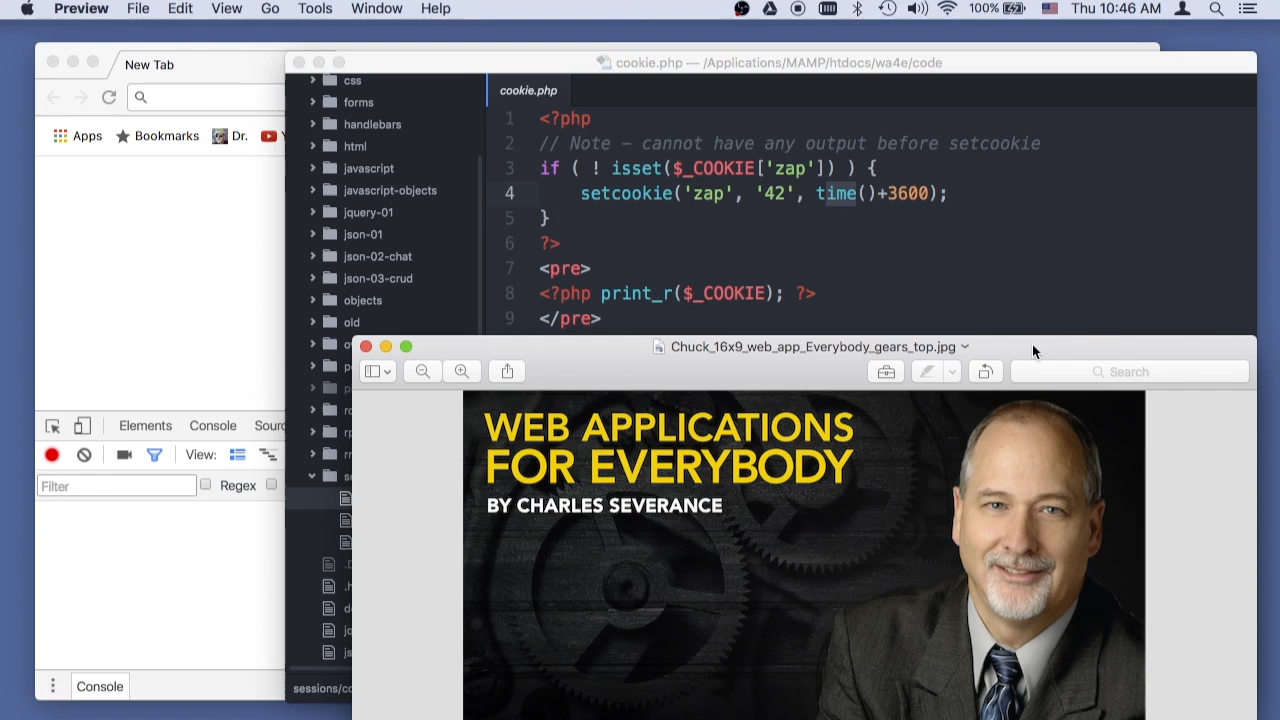 Preview File Edit View Go Tools Window Help 100% Thu 10:46 AM
New Tab
Apps Bookmarks Dr.
Elements Console
View:
Filter Regex
Console
cookie.php — /Applications/MAMP/htdocs/wa4e/code
css
forms
handlebars
html
javascript
javascript-objects
jquery-01
json-01
json-02-chat
json-03-crud
objects
old
cookie.php
1 <?php
2 // Note - cannot have any output before setcookie
3 if ( ! isset($_COOKIE['zap']) ) {
4 setcookie('zap', '42', time()+3600);
5 }
6 ?>
7 <pre>
8 <?php print_r($_COOKIE); ?>
9 </pre>
Chuck_16x9_web_app_Everybody_gears_top.jpg
Search
WEB APPLICATIONS
FOR EVERYBODY
BY CHARLES SEVERANCE